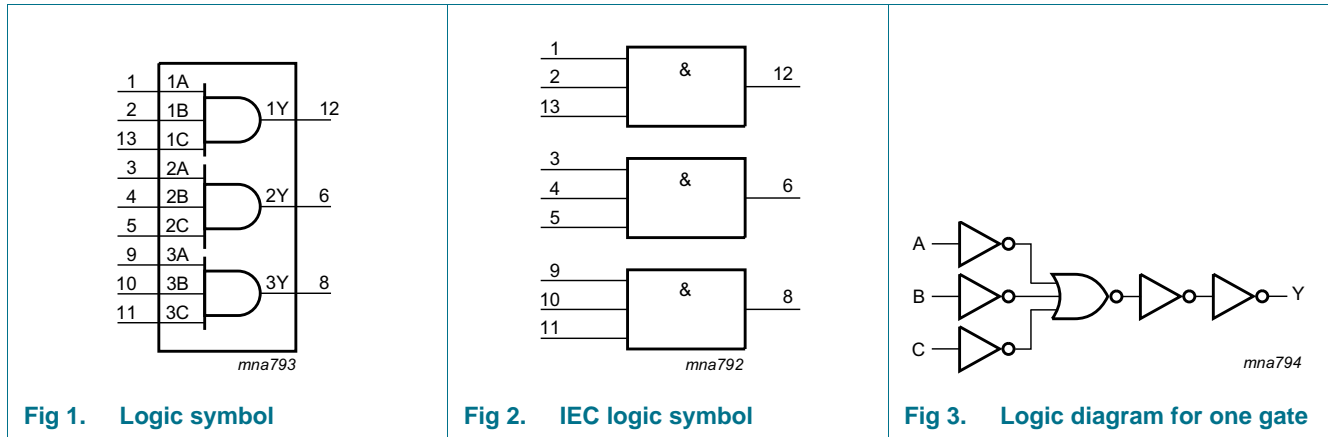 1 1A
2 1B 1Y 12
13 1C
3 2A
4 2B 2Y 6
5 2C
9 3A
10 3B 3Y 8
11 3C
mna793
Fig 1. Logic symbol
1
2 & 12
13
3
4 & 6
5
9
10 & 8
11
mna792
Fig 2. IEC logic symbol
A
B Y
C
mna794
Fig 3. Logic diagram for one gate